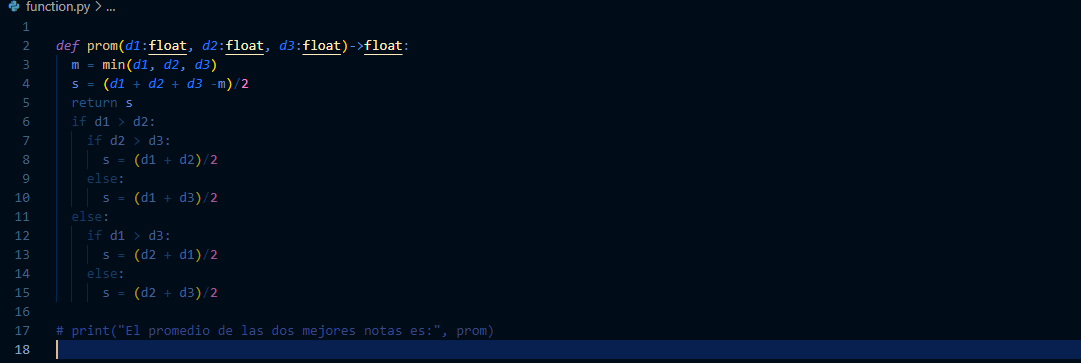 function.py > ...
1
2 def prom(d1:float, d2:float, d3:float)->float:
3 m = min(d1, d2, d3)
4 s = (d1 + d2 + d3 -m)/2
5 return s
6 if d1 > d2:
7 if d2 > d3:
8 s = (d1 + d2)/2
9 else:
10 s = (d1 + d3)/2
11 else:
12 if d1 > d3:
13 s = (d2 + d1)/2
14 else:
15 s = (d2 + d3)/2
16
17 # print("El promedio de las dos mejores notas es:", prom)
18